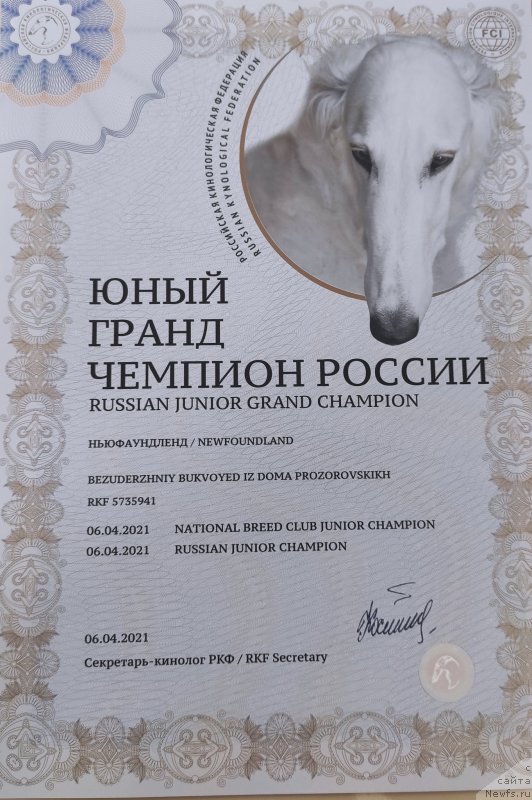 РОССИЙСКАЯ КИНОЛОГИЧЕСКАЯ ФЕДЕРАЦИЯ
RUSSIAN KYNOLOGICAL FEDERATION
FCI
ЮНЫЙ
ГРАНД
ЧЕМПИОН РОССИИ
RUSSIAN JUNIOR GRAND CHAMPION
НЬЮФАУНДЛЕНД / NEWFOUNDLAND
BEZUDERZHNIY BUKVOYED IZ DOMA PROZOROVSKIKH
RKF 5735941
06.04.2021 NATIONAL BREED CLUB JUNIOR CHAMPION
06.04.2021 RUSSIAN JUNIOR CHAMPION
06.04.2021
Секретарь-кинолог РКФ / RKF Secretary
с
сайта
Newfs.ru